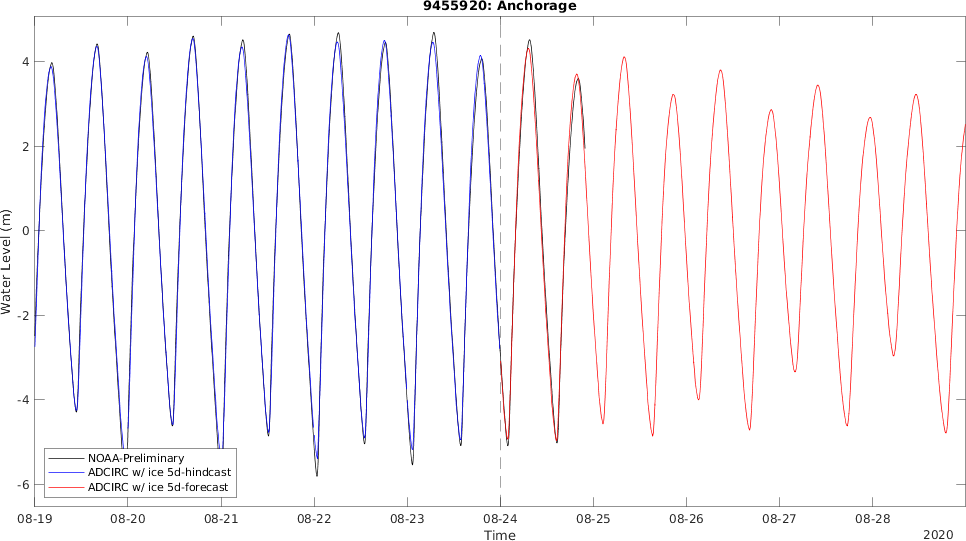 9455920: Anchorage
4
2
0
-2
-4
-6
Water Level (m)
NOAA-Preliminary
ADCIRC w/ ice 5d-hindcast
ADCIRC w/ ice 5d-forecast
08-19 08-20 08-21 08-22 08-23 08-24 08-25 08-26 08-27 08-28
Time
2020